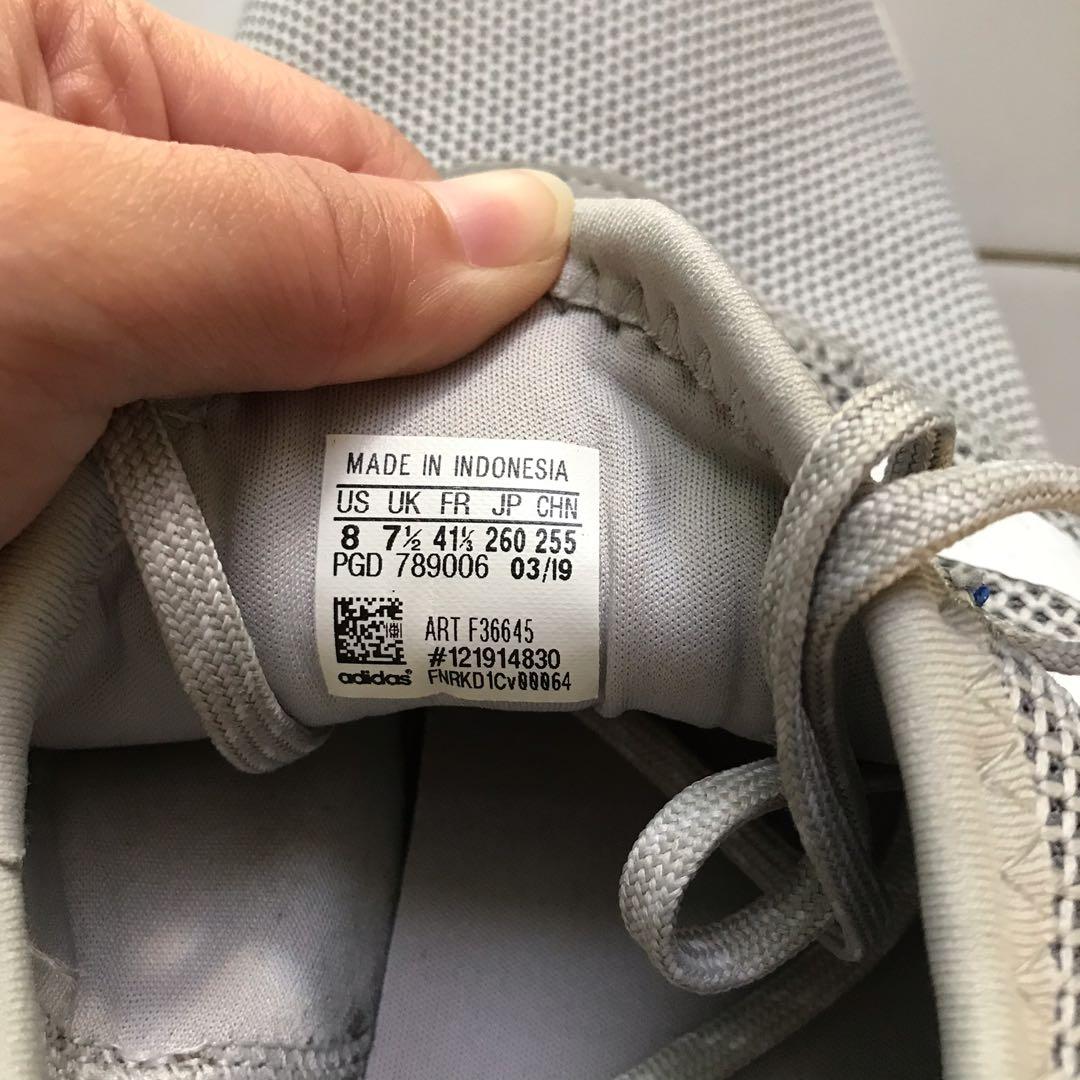 MADE IN INDONESIA
US UK FR JP CHN
8 7½ 41⅓ 260 255
PGD 789006 03/19
ART F36645
#121914830
adidas FNRKD1Cv00064